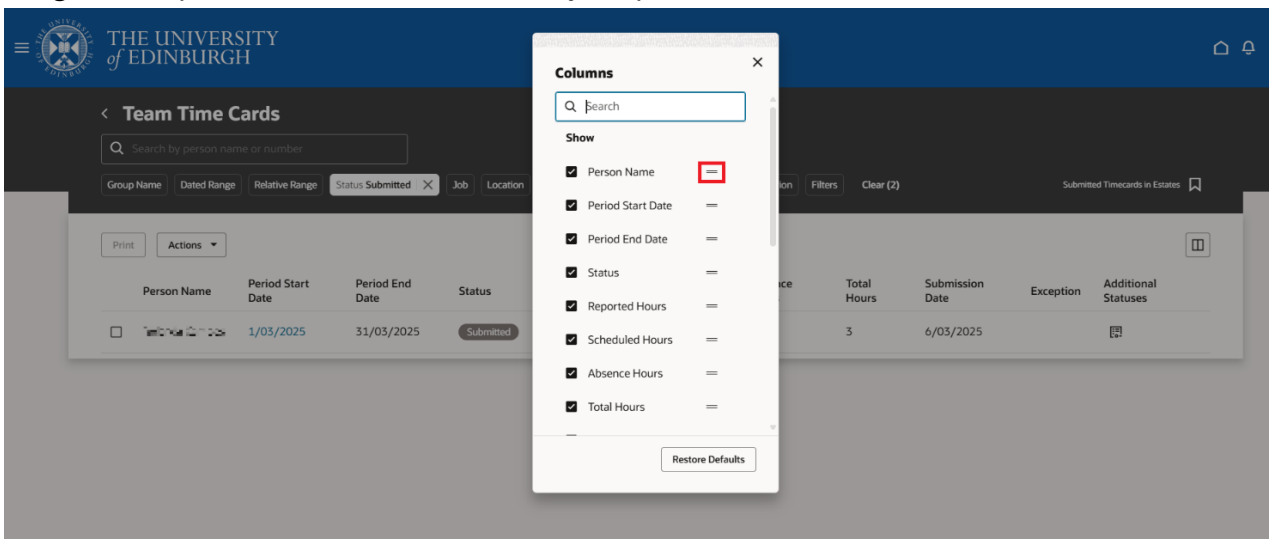 THE UNIVERSITY
of EDINBURGH
Team Time Cards
Search by person name or number
Group Name Dated Range Relative Range Status Submitted Job Location Filters Clear (2) Submitted Timecards in Estates
Print Actions
Person Name Period Start Date Period End Date Status Total Hours Submission Date Exception Additional Statuses
1/03/2025 31/03/2025 Submitted 3 6/03/2025
Columns
Search
Show
Person Name
Period Start Date
Period End Date
Status
Reported Hours
Scheduled Hours
Absence Hours
Total Hours
Restore Defaults